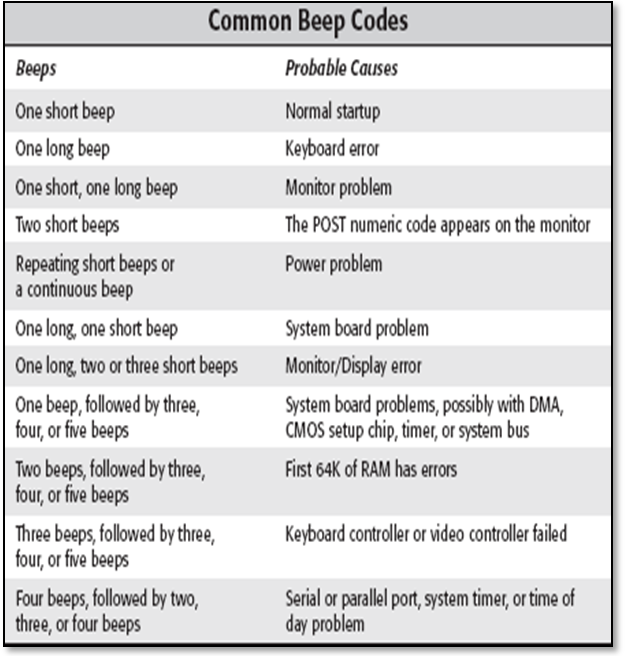 Common Beep Codes
Beeps Probable Causes
One short beep Normal startup
One long beep Keyboard error
One short, one long beep Monitor problem
Two short beeps The POST numeric code appears on the monitor
Repeating short beeps or Power problem
a continuous beep
One long, one short beep System board problem
One long, two or three short beeps Monitor/Display error
One beep, followed by three, System board problems, possibly with DMA,
four, or five beeps CMOS setup chip, timer, or system bus
Two beeps, followed by three, First 64K of RAM has errors
four, or five beeps
Three beeps, followed by three, Keyboard controller or video controller failed
four, or five beeps
Four beeps, followed by two, Serial or parallel port, system timer, or time of
three, or four beeps day problem